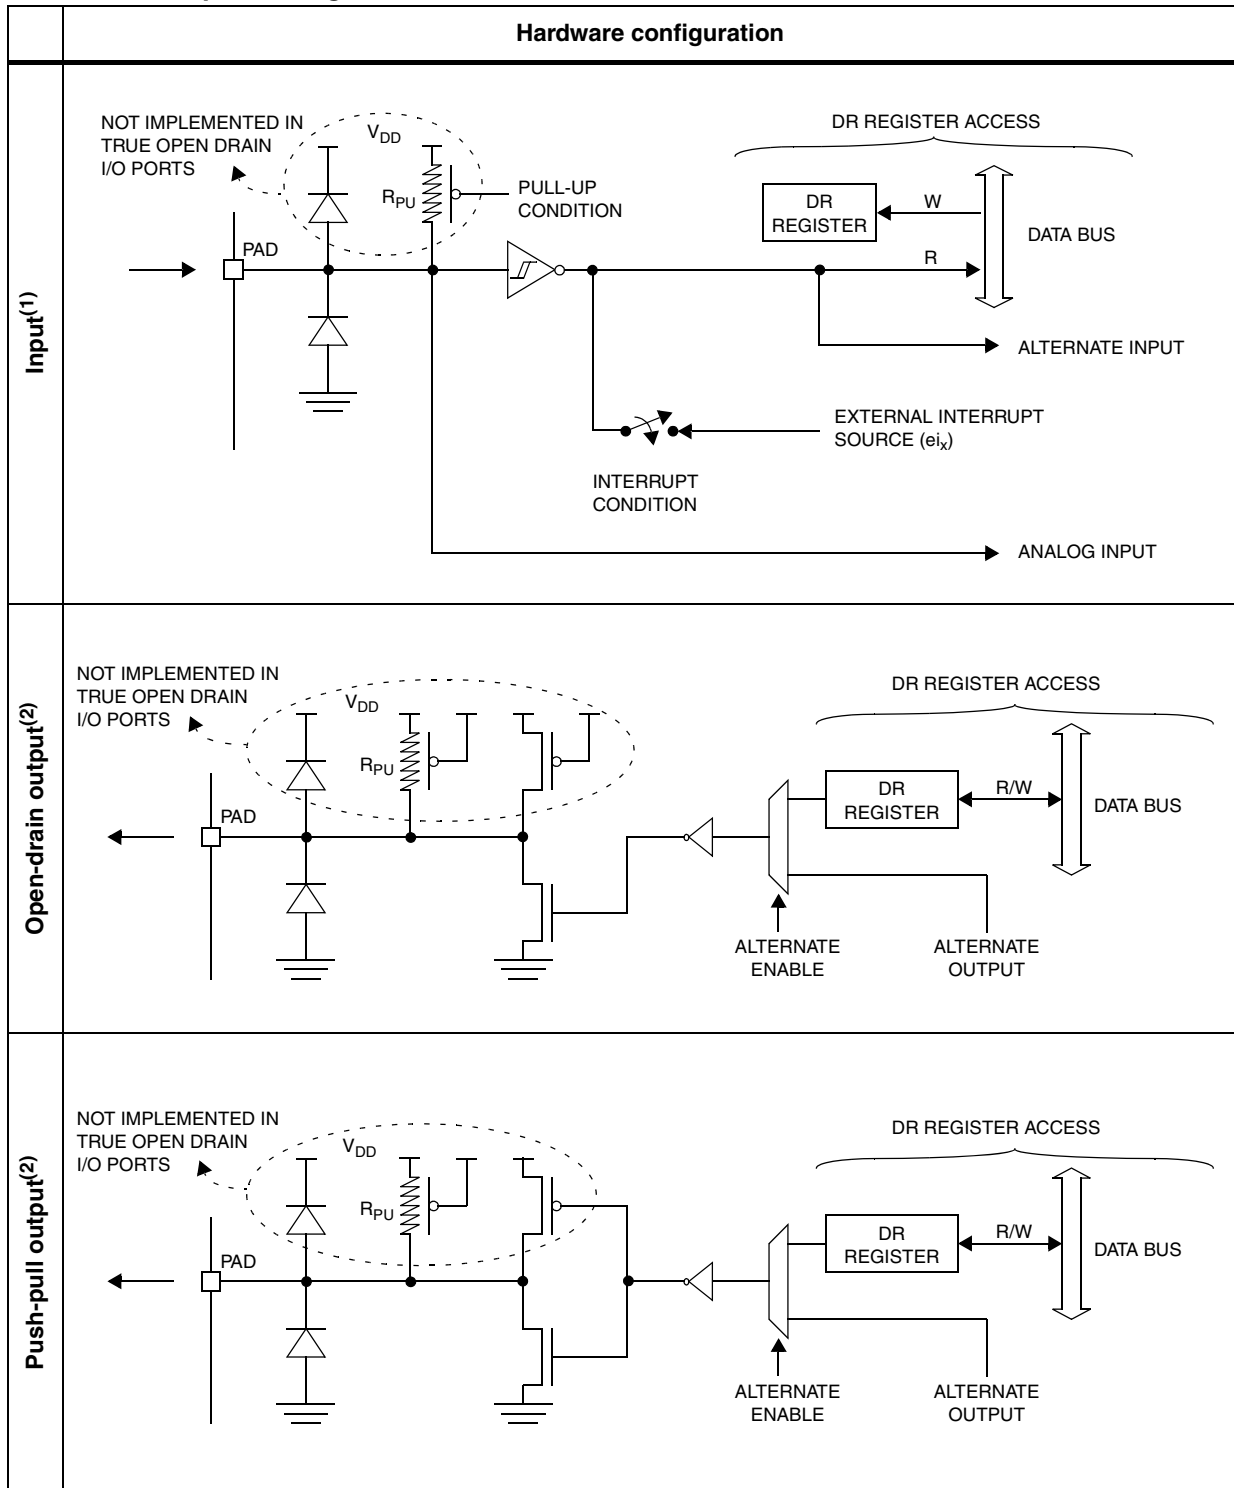 Hardware configuration
Input(1)
NOT IMPLEMENTED IN
TRUE OPEN DRAIN
I/O PORTS
VDD
RPU
PULL-UP
CONDITION
PAD
DR REGISTER ACCESS
DR
REGISTER
W
R
DATA BUS
ALTERNATE INPUT
EXTERNAL INTERRUPT
SOURCE (eix)
INTERRUPT
CONDITION
ANALOG INPUT
Open-drain output(2)
NOT IMPLEMENTED IN
TRUE OPEN DRAIN
I/O PORTS
VDD
RPU
PAD
DR REGISTER ACCESS
DR
REGISTER
R/W
DATA BUS
ALTERNATE
ENABLE
ALTERNATE
OUTPUT
Push-pull output(2)
NOT IMPLEMENTED IN
TRUE OPEN DRAIN
I/O PORTS
VDD
RPU
PAD
DR REGISTER ACCESS
DR
REGISTER
R/W
DATA BUS
ALTERNATE
ENABLE
ALTERNATE
OUTPUT